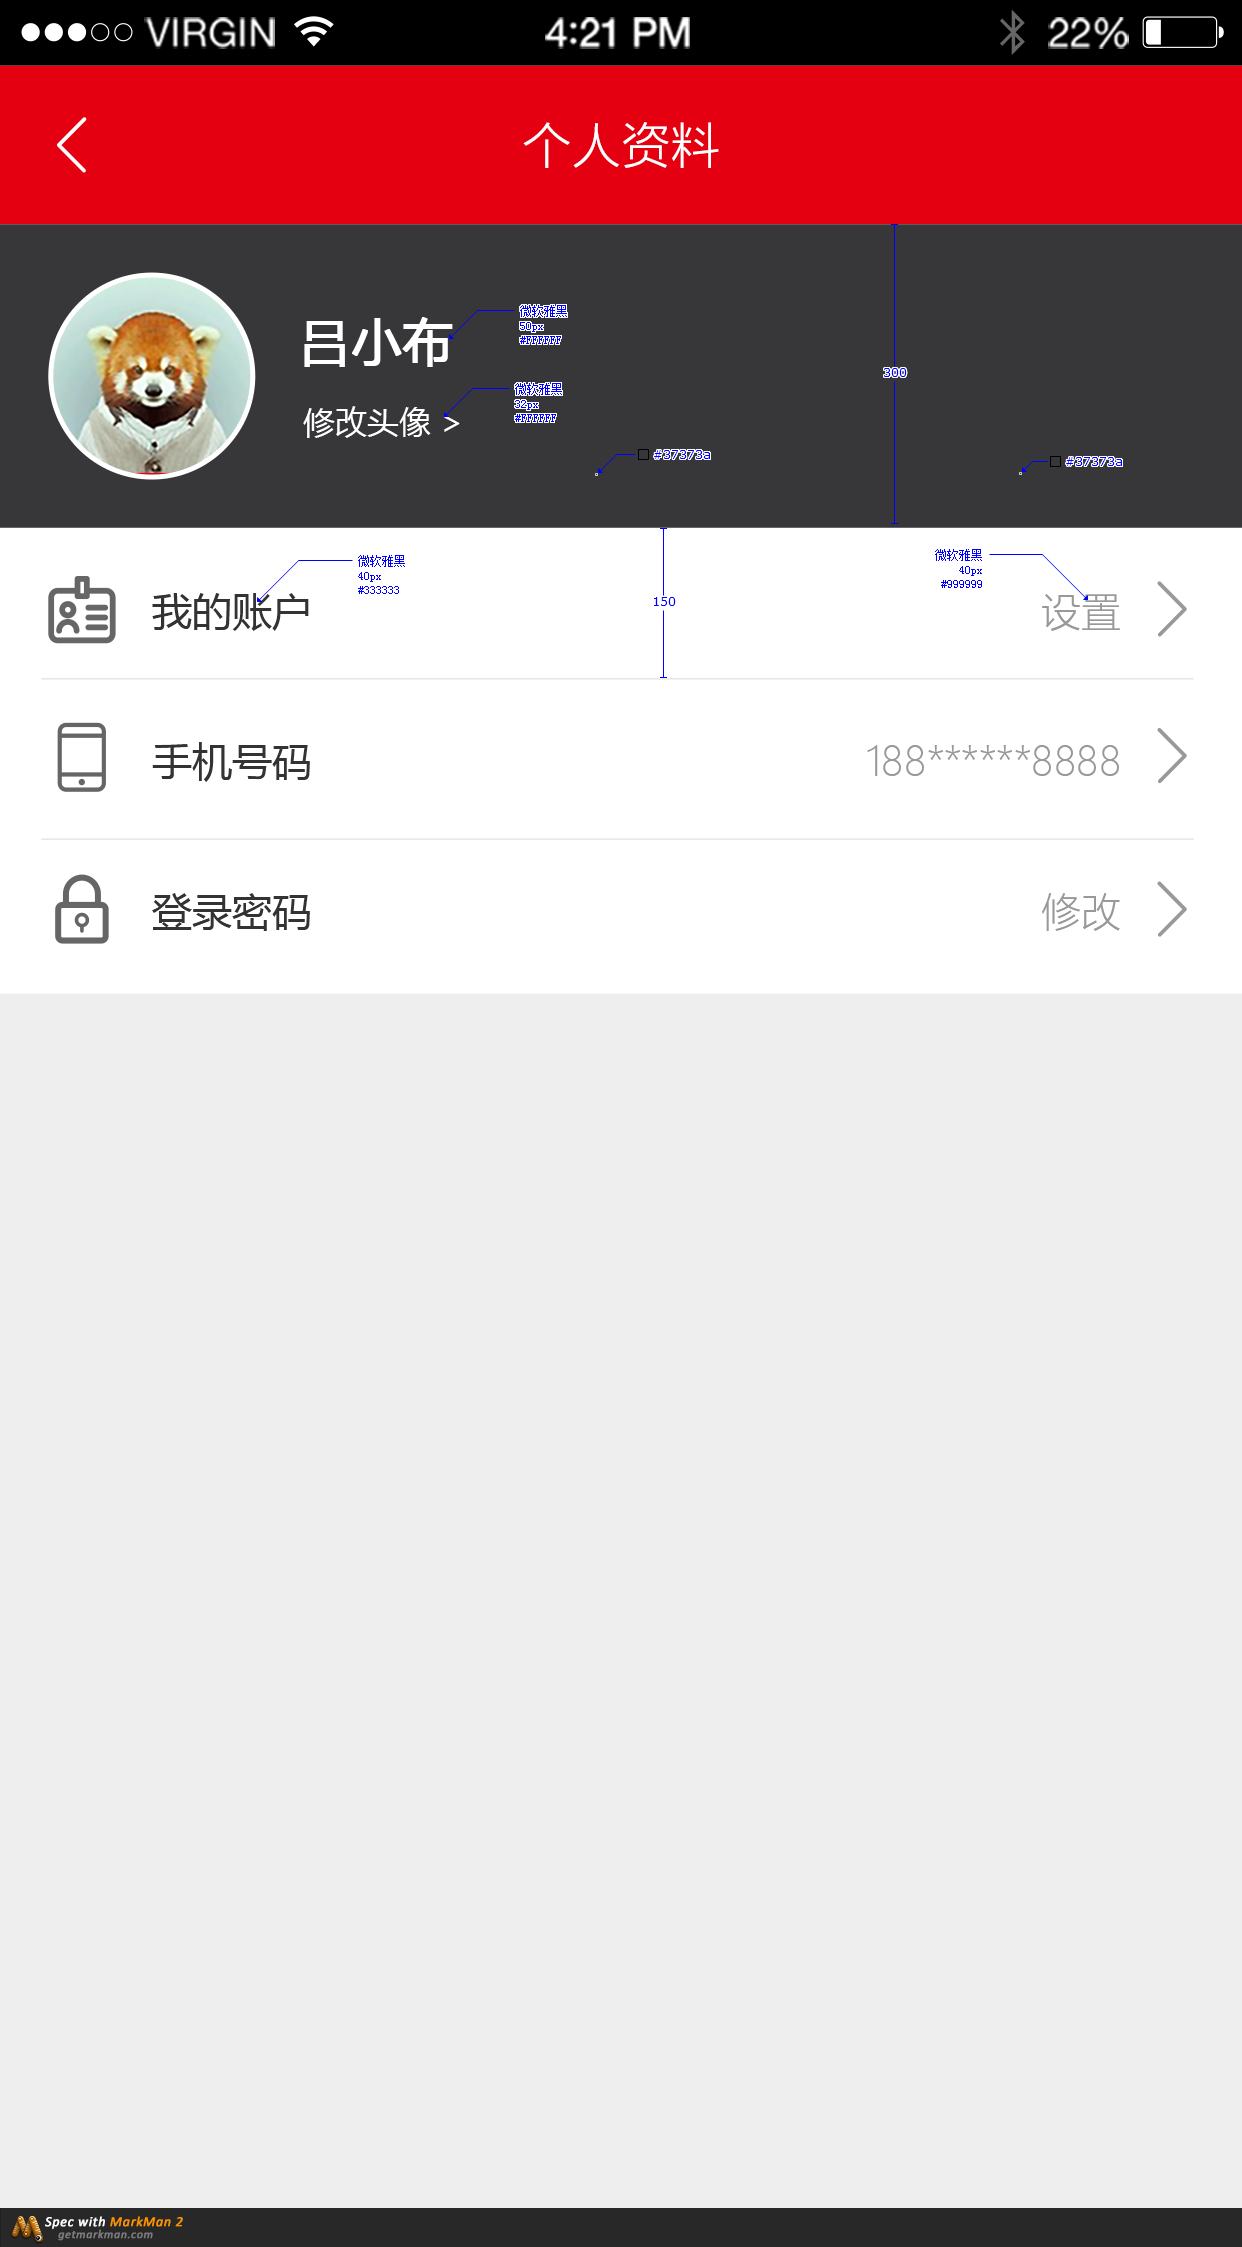 VIRGIN 4:21 PM 22%
个人资料
吕小布
微软雅黑
50px
#FFFFFF
修改头像 >
微软雅黑
32px
#FFFFFF
300
#37373a
#37373a
微软雅黑
40px
#333333
150
微软雅黑
40px
#999999
我的账户 设置
手机号码 188******8888
登录密码 修改
Spec with MarkMan 2
getmarkman.com